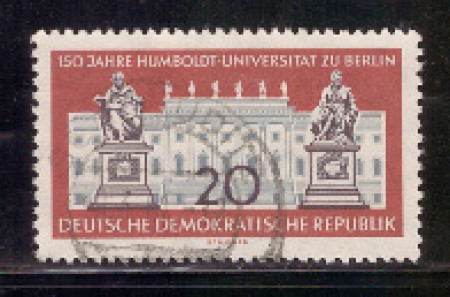 150 JAHRE HUMBOLDT-UNIVERSITÄT ZU BERLIN
20
DEUTSCHE DEMOKRATISCHE REPUBLIK